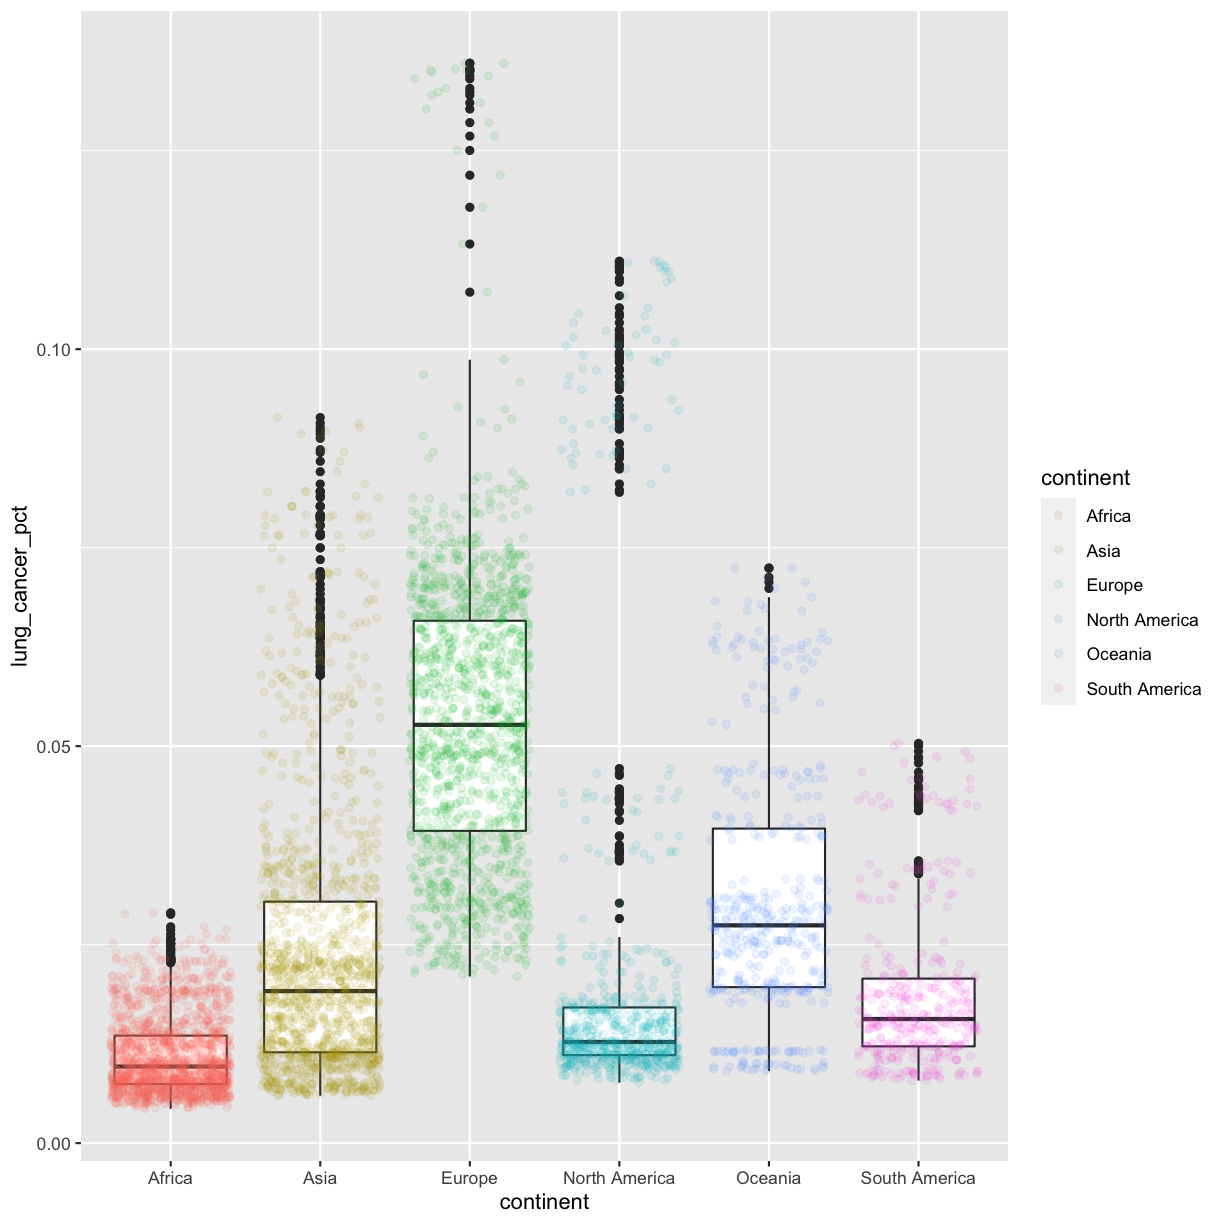 lung_cancer_pct
0.10
0.05
0.00
Africa
Asia
Europe
North America
Oceania
South America
continent
continent
Africa
Asia
Europe
North America
Oceania
South America